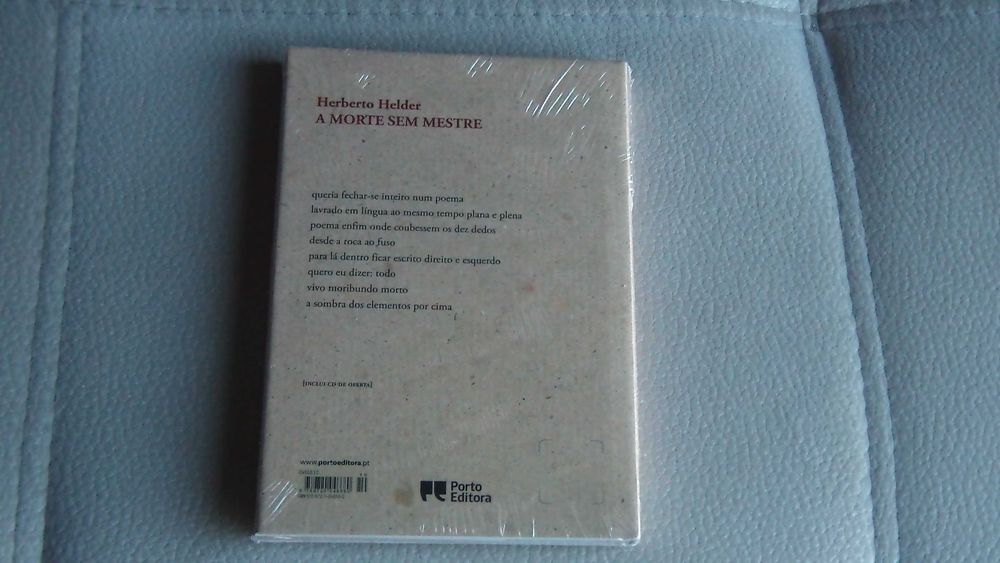 Herberto Helder
A MORTE SEM MESTRE
queria fechar-se inteiro num poema
lavrado em língua ao mesmo tempo plana e plena
poema enfim onde coubessem os dez dedos
desde a roca ao fuso
para lá dentro ficar escrito direito e esquerdo
quero eu dizer: todo
vivo moribundo morto
a sombra dos elementos por cima
[INCLUI CD DE OFERTA]
www.portoeditora.pt
Porto
Editora